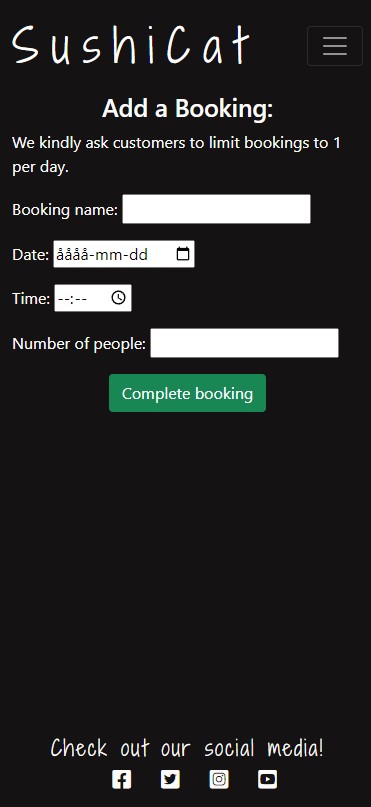 SushiCat
Add a Booking:
We kindly ask customers to limit bookings to 1
per day.
Booking name:
Date: åååå-mm-dd
Time: --:--
Number of people:
Complete booking
Check out our social media!